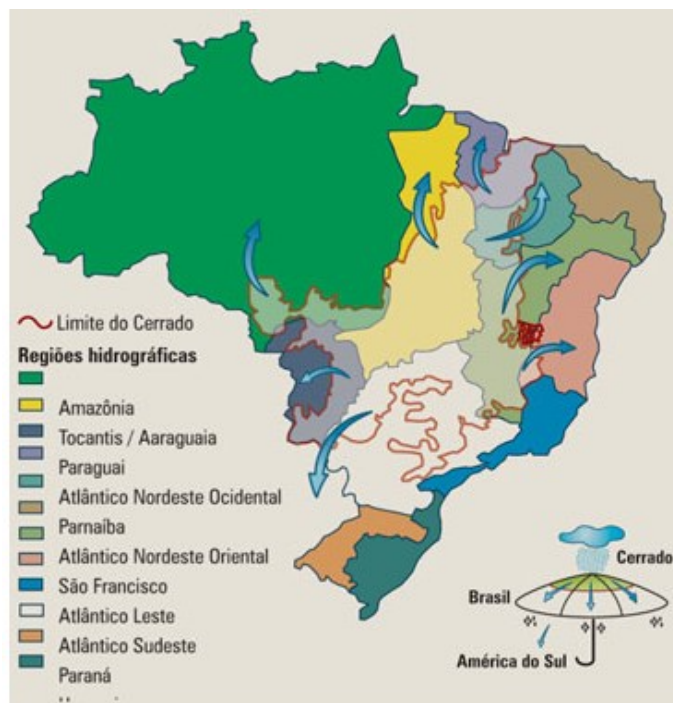 Limite do Cerrado
Regiões hidrográficas
Amazônia
Tocantis / Aaraguaia
Paraguai
Atlântico Nordeste Ocidental
Parnaíba
Atlântico Nordeste Oriental
São Francisco
Atlântico Leste
Atlântico Sudeste
Paraná
Cerrado
Brasil
América do Sul